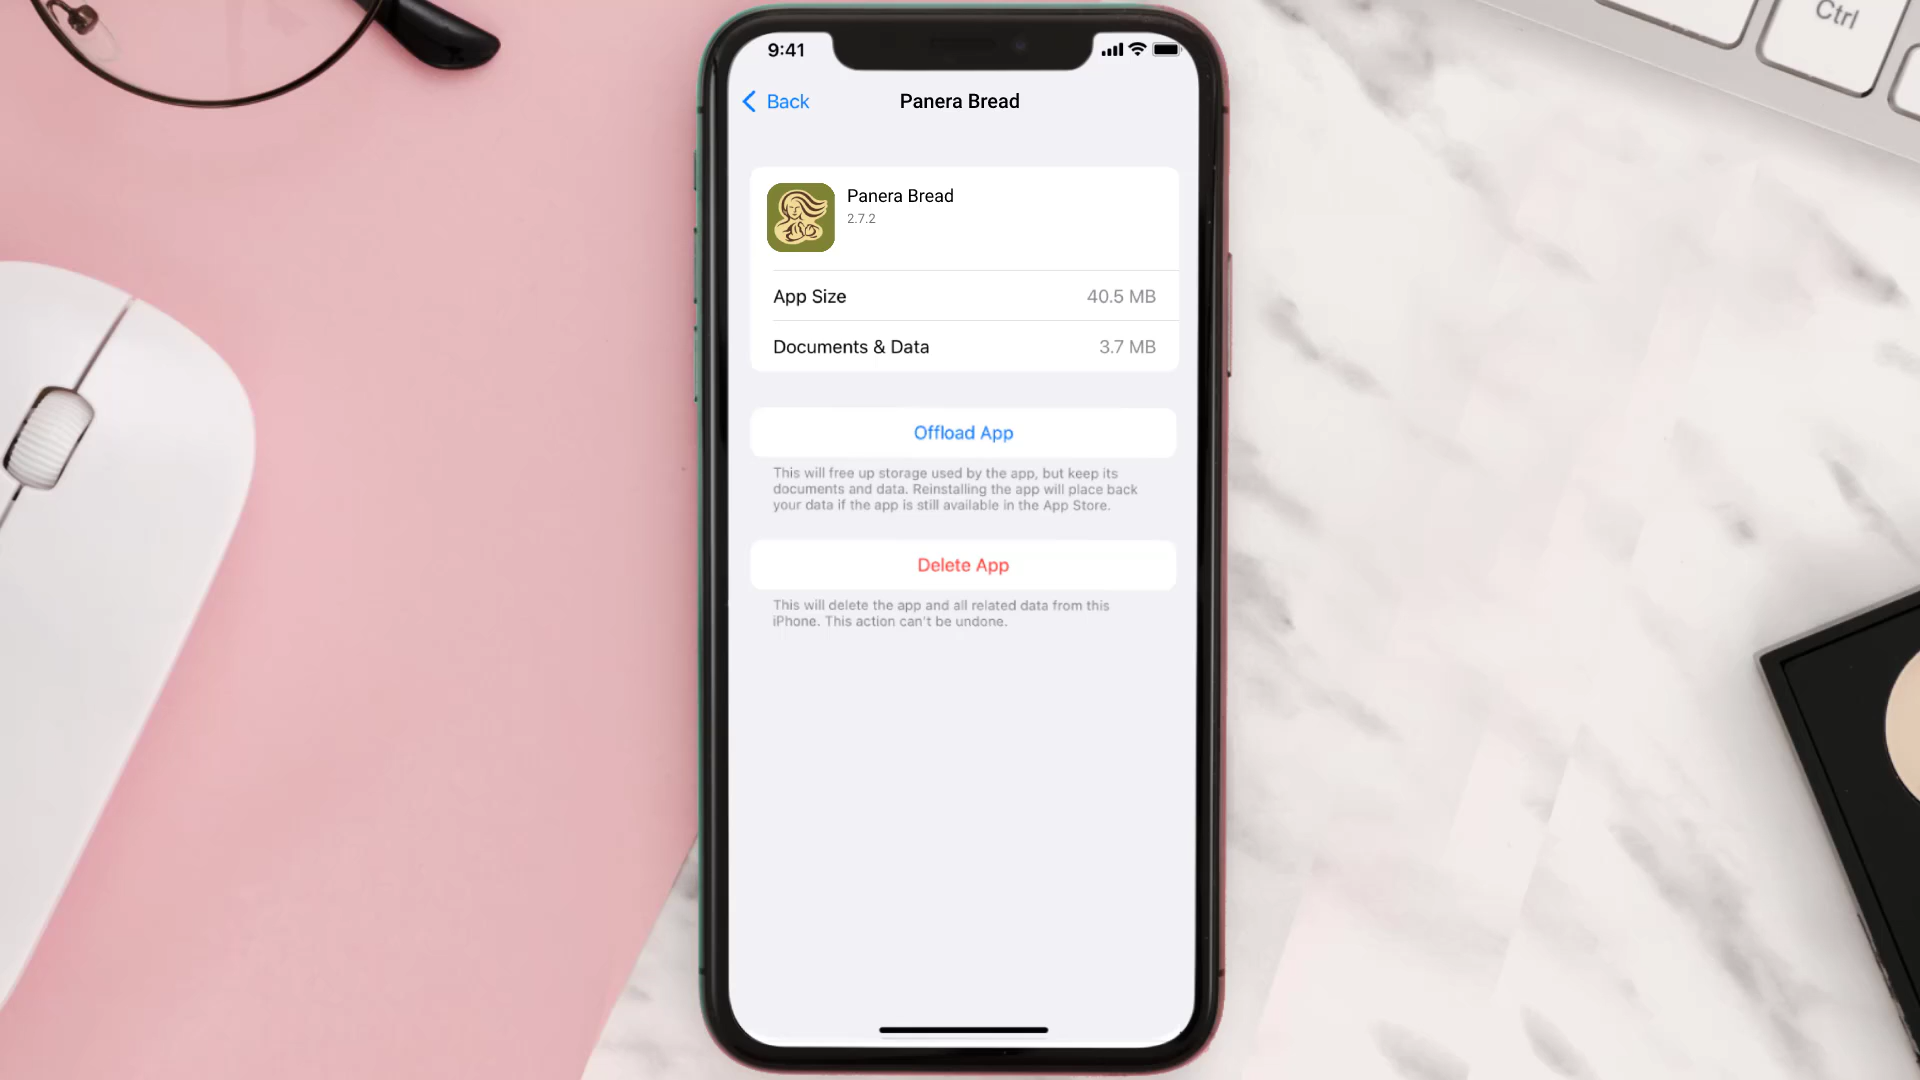 Ctrl
9:41
Back
Panera Bread
Panera Bread
2.7.2
App Size
40.5 MB
Documents & Data
3.7 MB
Offload App
This will free up storage used by the app, but keep its
documents and data. Reinstalling the app will place back
your data if the app is still available in the App Store.
Delete App
This will delete the app and all related data from this
iPhone. This action can't be undone.